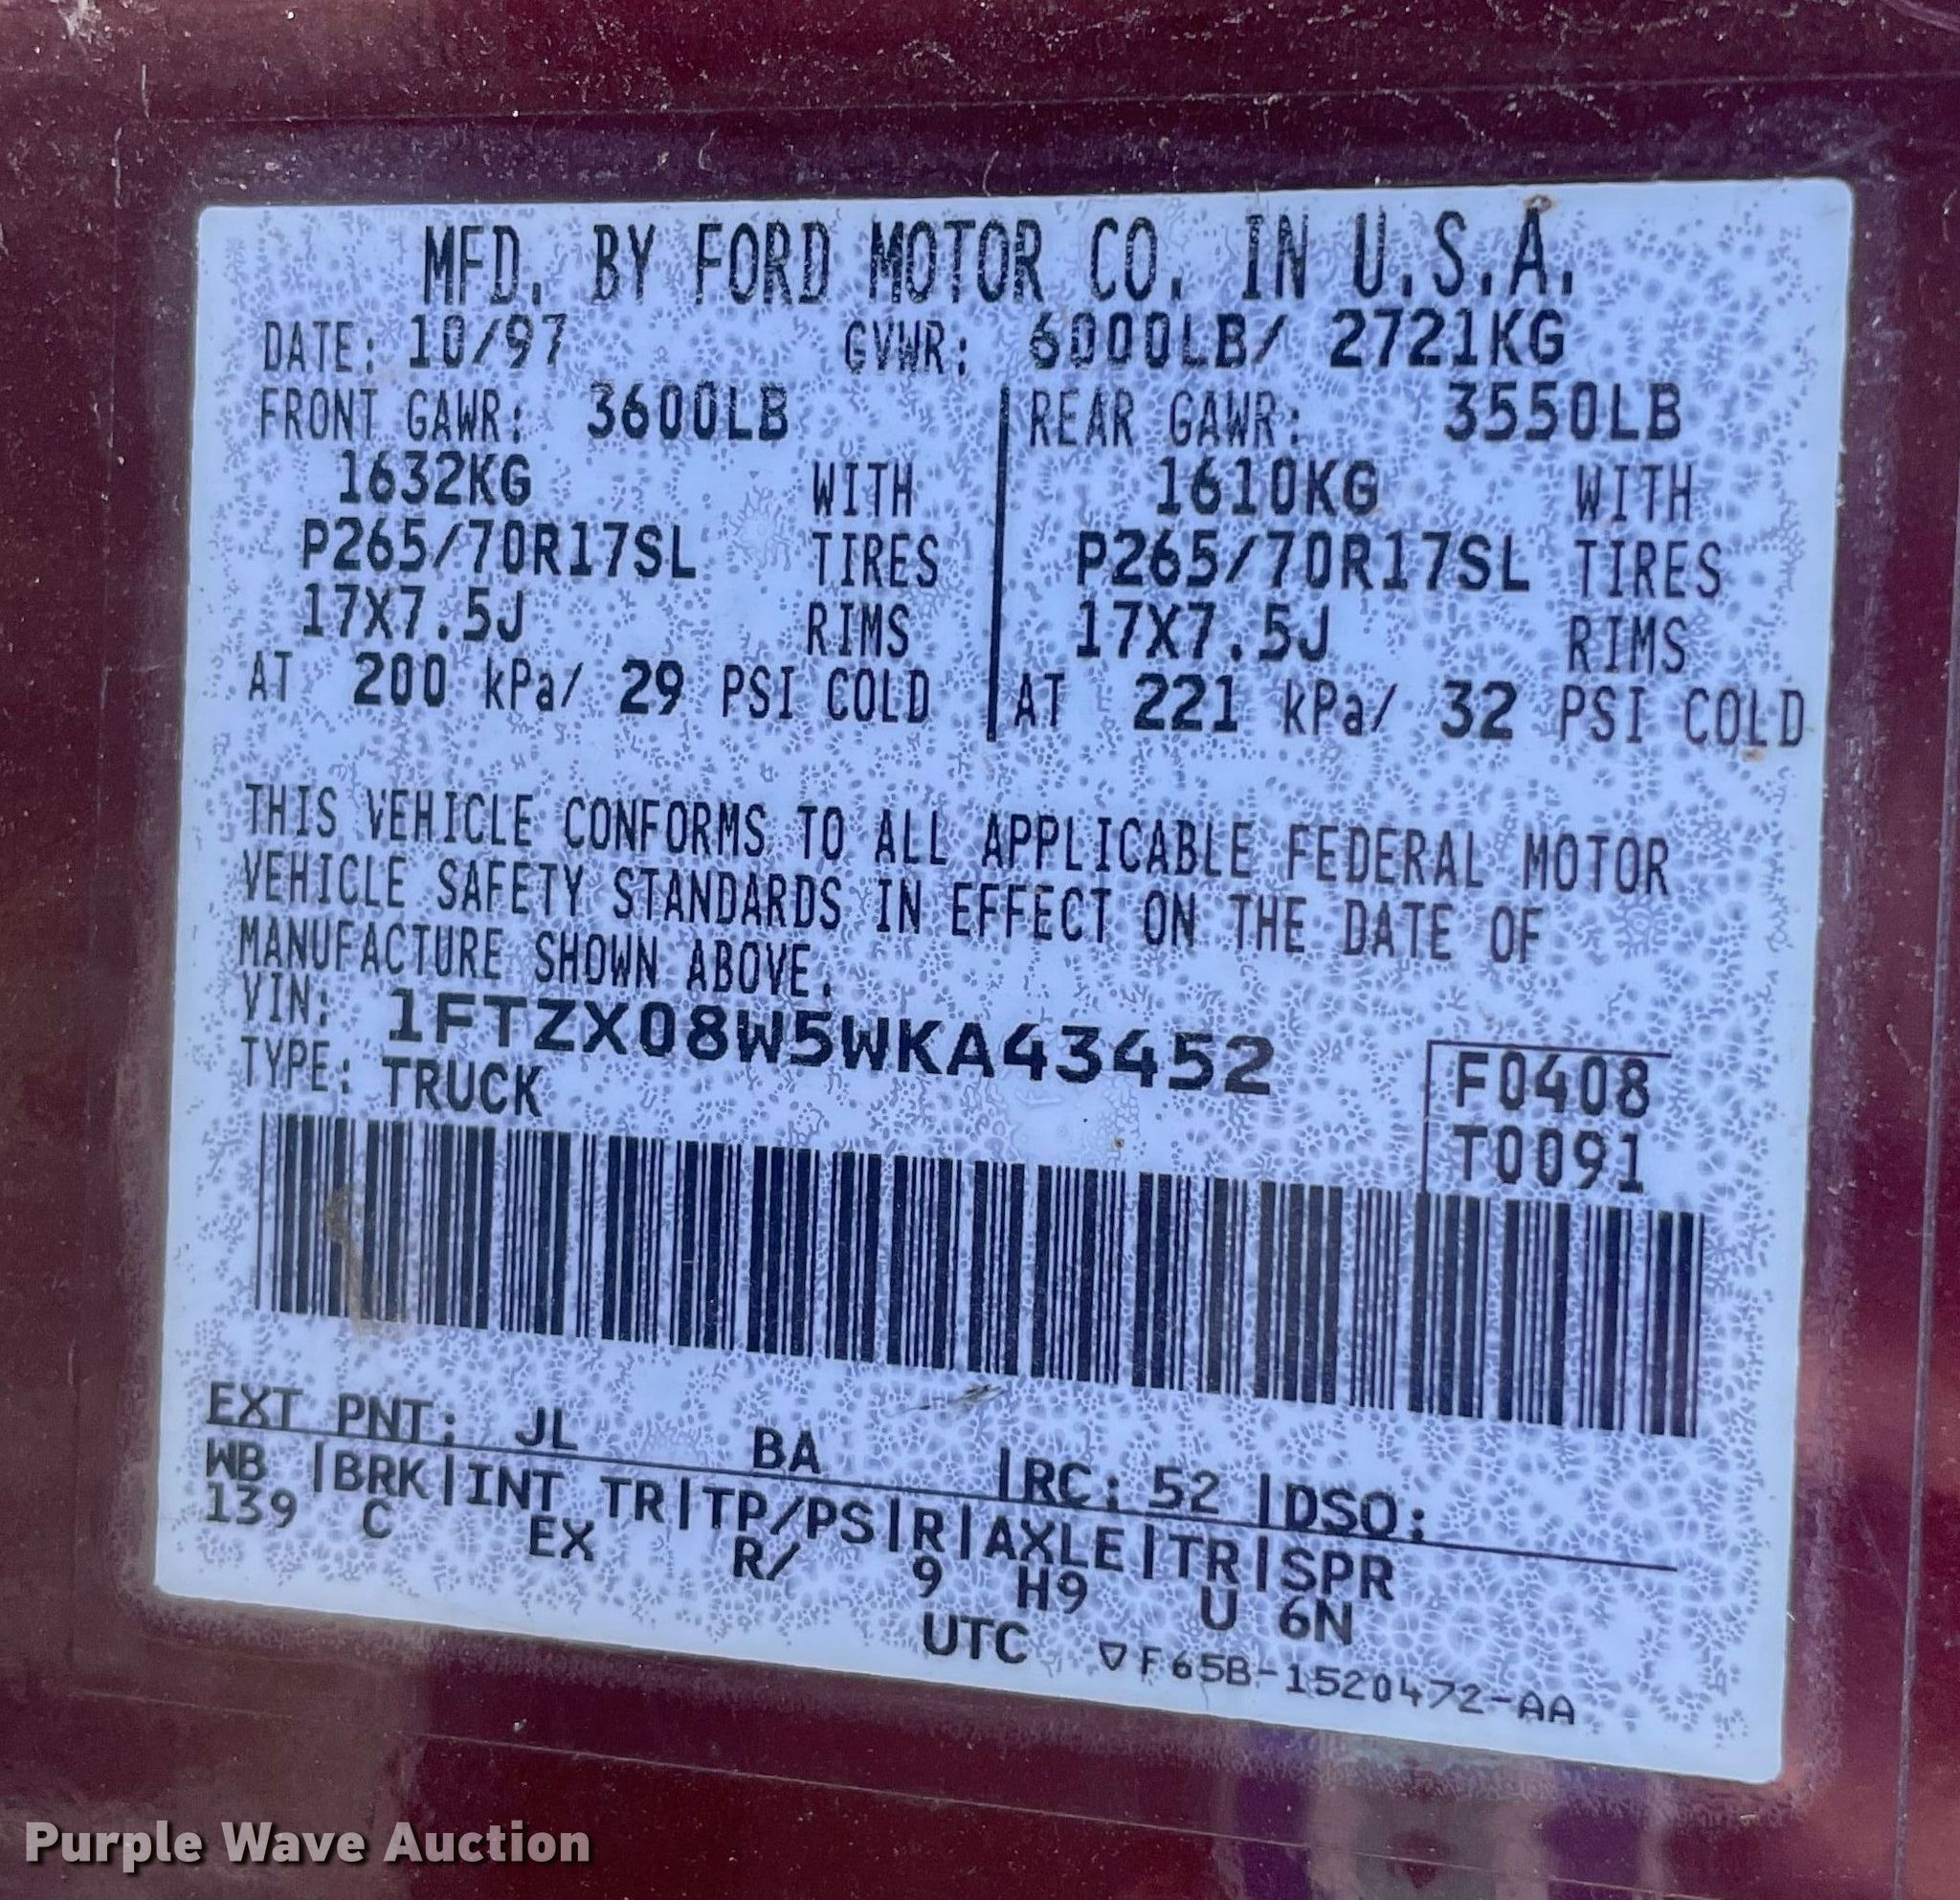 MFD. BY FORD MOTOR CO. IN U.S.A.
DATE: 10/97 GVWR: 6000LB/ 2721KG
FRONT GAWR: 3600LB REAR GAWR: 3550LB
1632KG WITH 1610KG WITH
P265/70R17SL TIRES P265/70R17SL TIRES
17X7.5J RIMS 17X7.5J RIMS
AT 200 kPa/ 29 PSI COLD AT 221 kPa/ 32 PSI COLD
THIS VEHICLE CONFORMS TO ALL APPLICABLE FEDERAL MOTOR
VEHICLE SAFETY STANDARDS IN EFFECT ON THE DATE OF
MANUFACTURE SHOWN ABOVE.
VIN: 1FTZX08W5WKA43452
F0408
TYPE: TRUCK
T0091
EXT PNT: JL BA |RC: 52 |DSO:
WB |BRK|INT TR|TP/PS|R|AXLE|TR|SPR
139 C EX R/ 9 H9 U 6N
UTC ▽F65B-1520472-AA
Purple Wave Auction